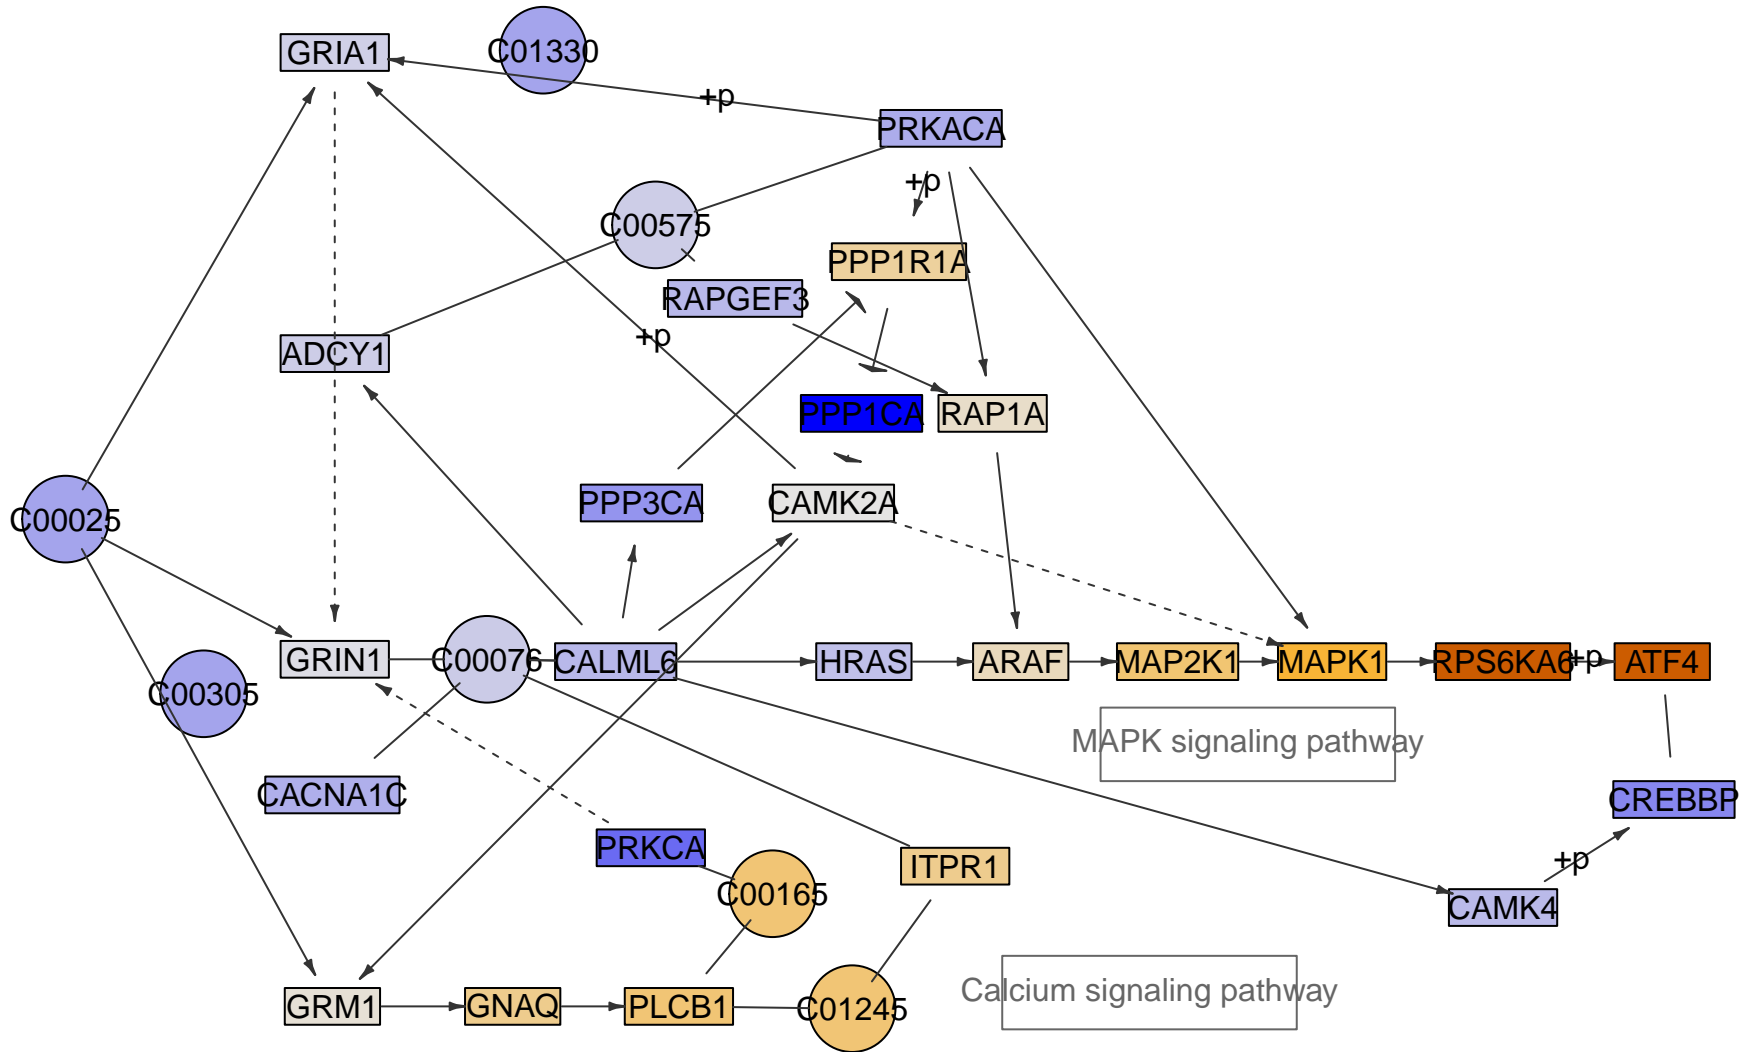 GRIA1
C01330
+p
PRKACA
+p
C00575
PPP1R1A
RAPGEF3
+p
ADCY1
PPP1CA
RAP1A
PPP3CA
CAMK2A
C00025
GRIN1
C00076
CALML6
HRAS
ARAF
MAP2K1
MAPK1
RPS6KA6
+p
ATF4
C00305
MAPK signaling pathway
CACNA1C
CREBBP
PRKCA
ITPR1
+p
C00165
CAMK4
Calcium signaling pathway
GRM1
GNAQ
PLCB1
C01245